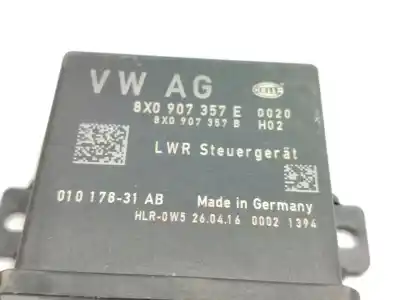 VW AG HELLA
8X0 907 357 E 0020
8X0 907 357 B H02
LWR Steuergerät
010 178-31 AB Made in Germany
HLR-0W5 26.04.16 0002 1394